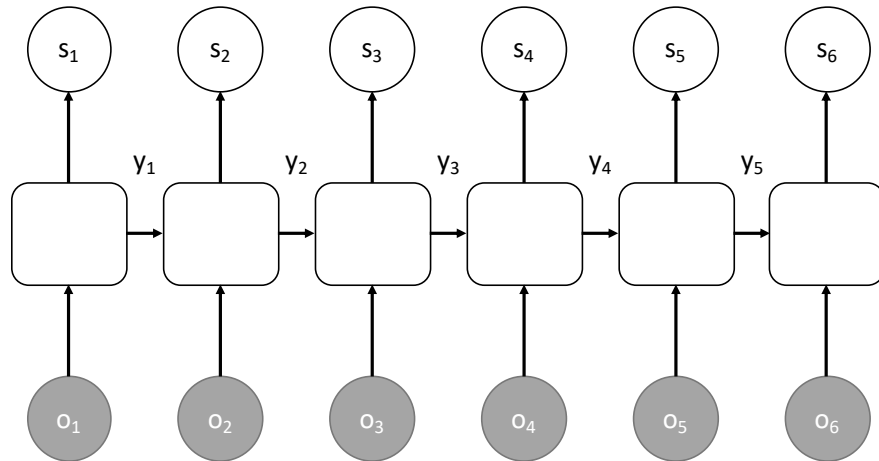 s₁ s₂ s₃ s₄ s₅ s₆
y₁ y₂ y₃ y₄ y₅
o₁ o₂ o₃ o₄ o₅ o₆